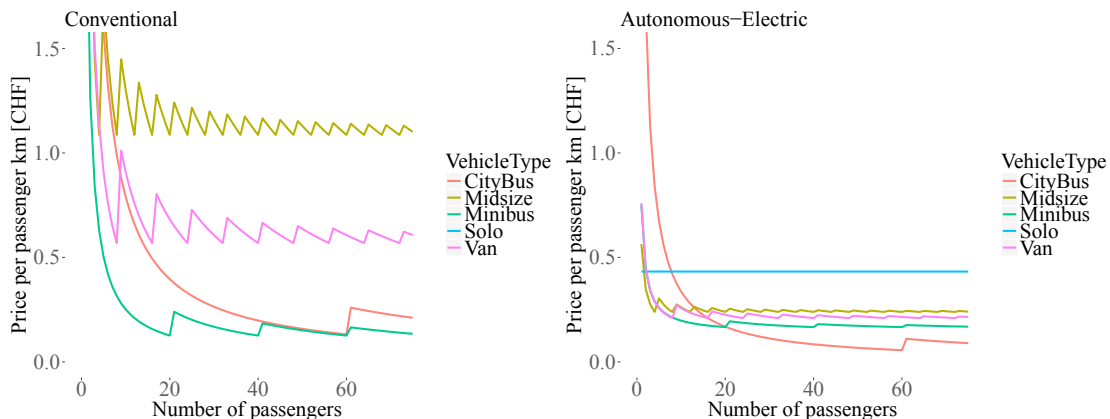 Conventional
Price per passenger km [CHF]
1.5
1.0
0.5
0.0
0
20
40
60
Number of passengers
VehicleType
CityBus
Midsize
Minibus
Solo
Van
Autonomous−Electric
Price per passenger km [CHF]
1.5
1.0
0.5
0.0
0
20
40
60
Number of passengers
VehicleType
CityBus
Midsize
Minibus
Solo
Van